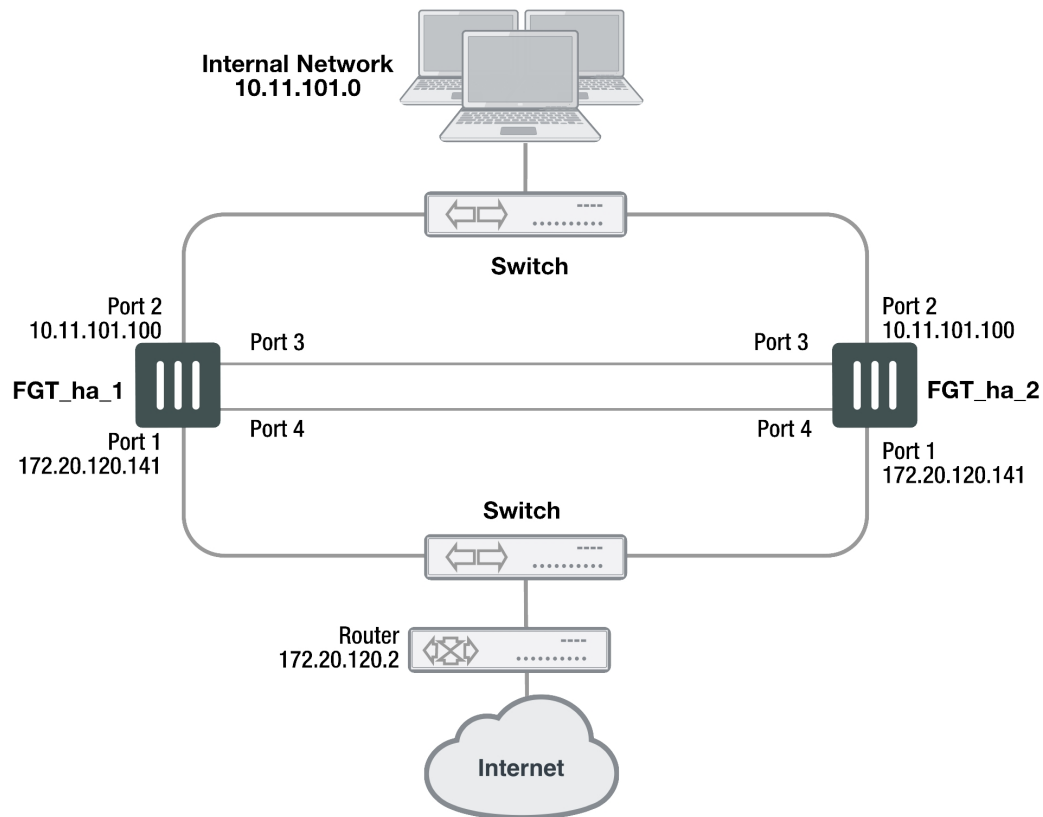 Internal Network
10.11.101.0
Switch
Port 2
10.11.101.100
Port 2
10.11.101.100
Port 3
Port 3
FGT_ha_1
FGT_ha_2
Port 4
Port 4
Port 1
172.20.120.141
Port 1
172.20.120.141
Switch
Router
172.20.120.2
Internet